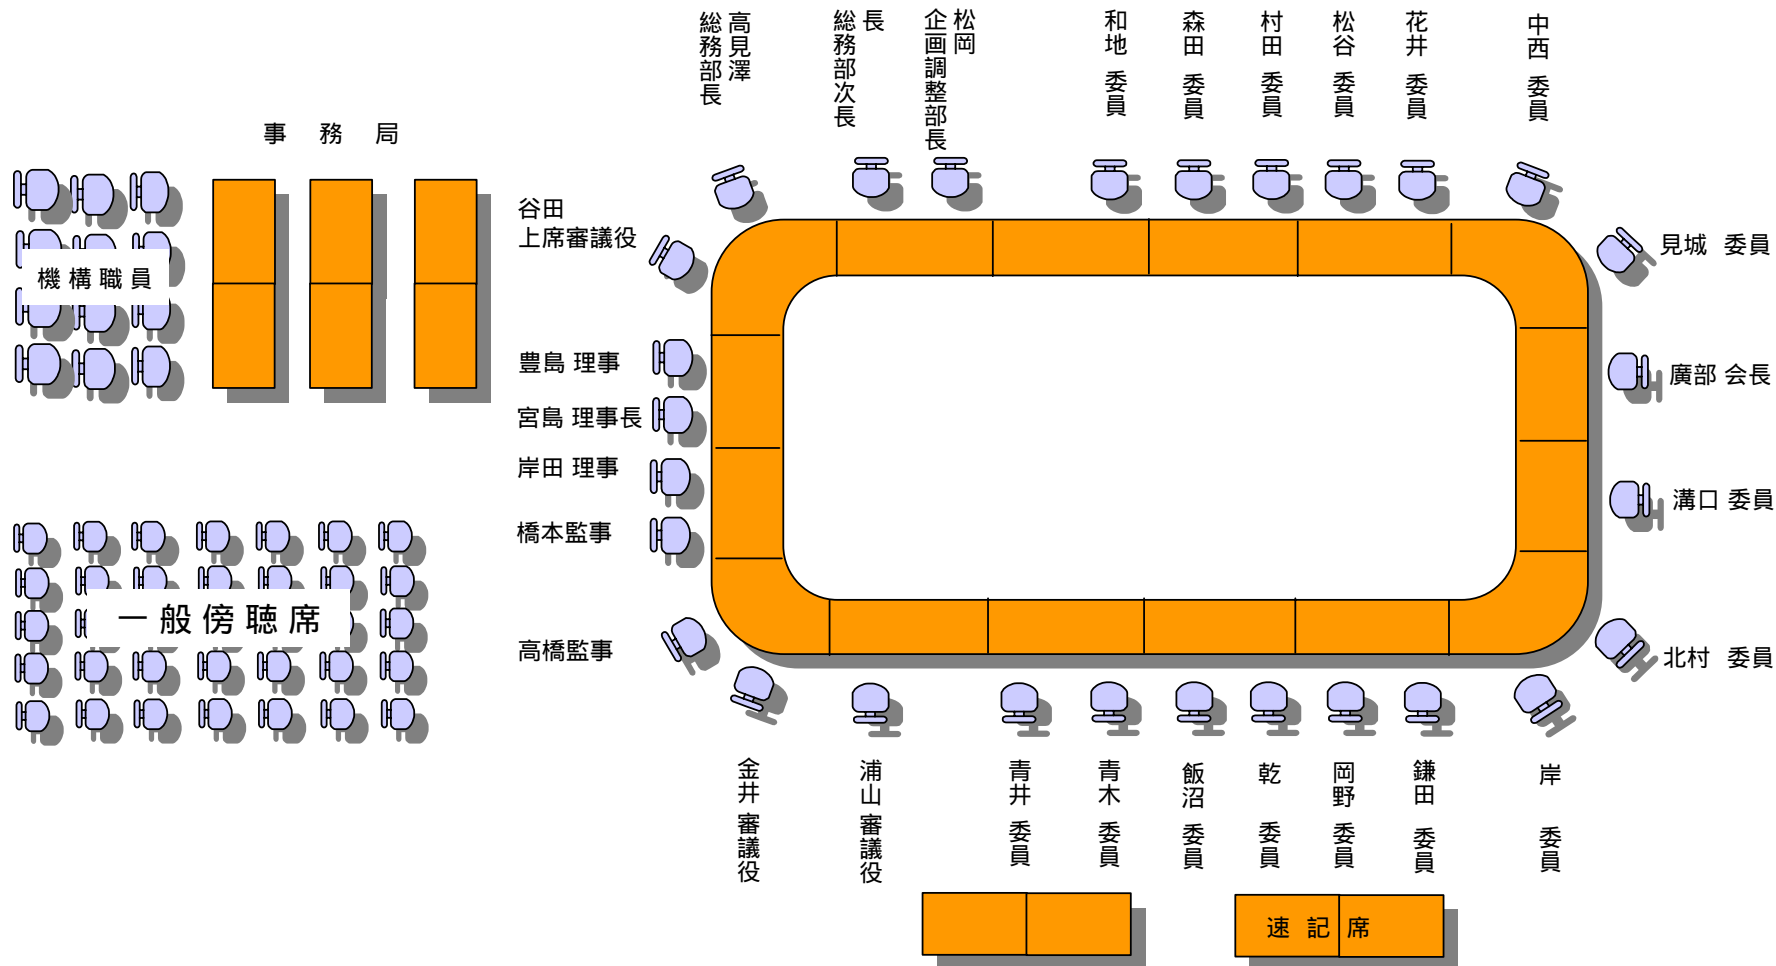 高見澤
総務部長
長
総務部次長
松岡
企画調整部長
和地 委員
森田 委員
村田 委員
松谷 委員
花井 委員
中西 委員
事 務 局
機構職員
谷田
上席審議役
豊島 理事
宮島 理事長
岸田 理事
橋本監事
高橋監事
見城 委員
廣部 会長
溝口 委員
北村 委員
一般傍聴席
金井 審議役
浦山 審議役
青井 委員
青木 委員
飯沼 委員
乾 委員
岡野 委員
鎌田 委員
岸 委員
速 記 席